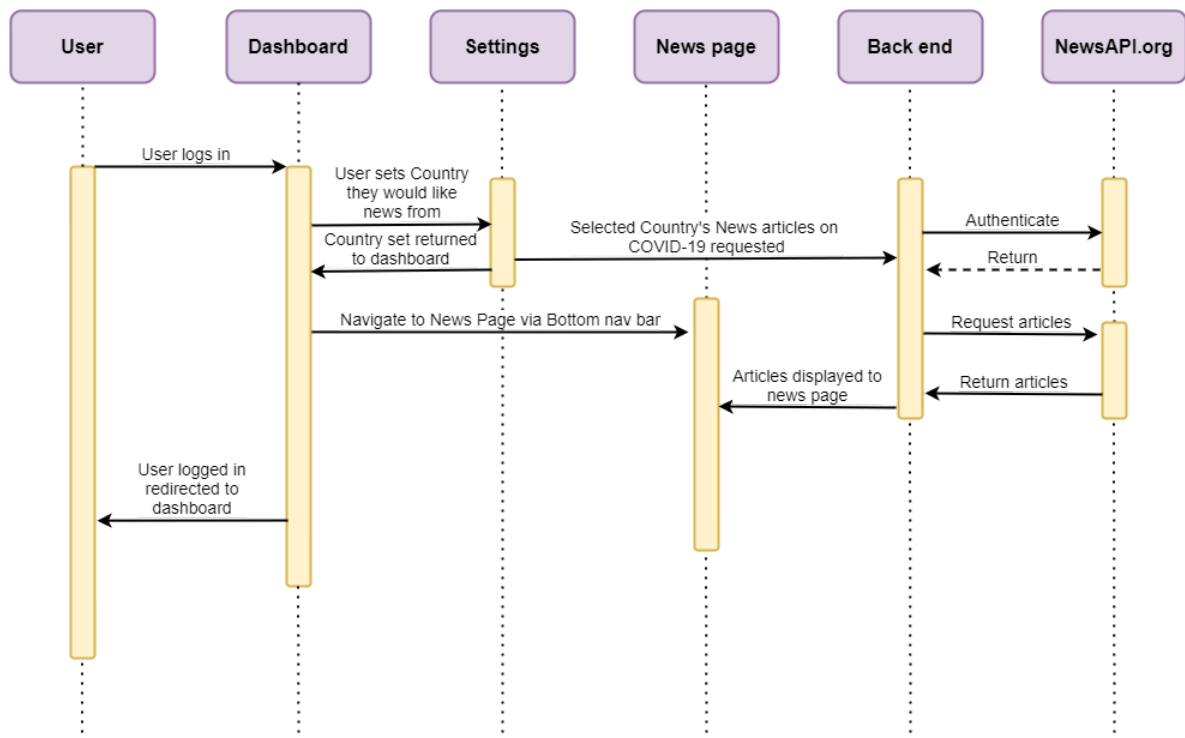 User
Dashboard
Settings
News page
Back end
NewsAPI.org
User logs in
User sets Country
they would like
news from
Selected Country's News articles on
COVID-19 requested
Authenticate
Country set returned
to dashboard
Return
Navigate to News Page via Bottom nav bar
Request articles
Articles displayed to
news page
Return articles
User logged in
redirected to
dashboard